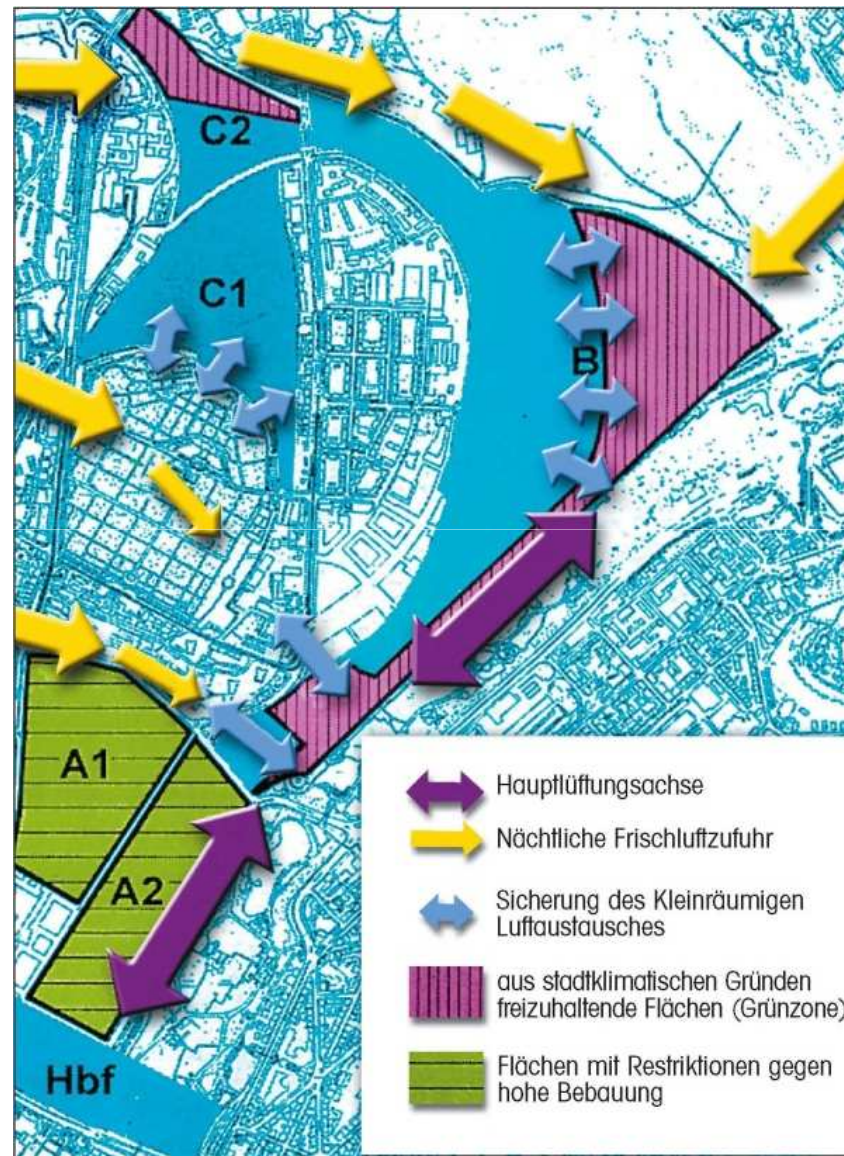 C2
C1
B
A1
A2
Hbf
Hauptlüftungsachse
Nächtliche Frischluftzufuhr
Sicherung des Kleinräumigen
Luftaustausches
aus stadtklimatischen Gründen
freizuhaltende Flächen (Grünzone)
Flächen mit Restriktionen gegen
hohe Bebauung